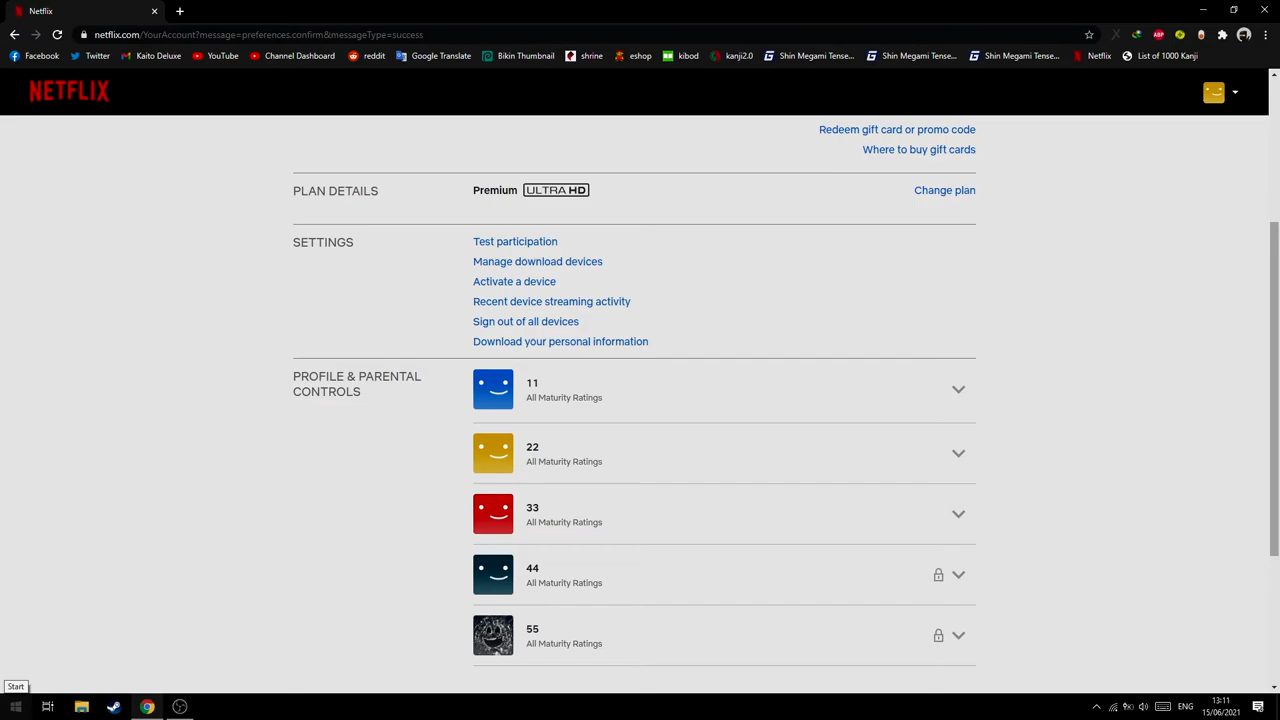 Netflix
netflix.com/YourAccount?message=preferences.confirm&messageType=success
Facebook Twitter Kaito Deluxe YouTube Channel Dashboard reddit Google Translate Bikin Thumbnail shrine eshop kibod kanji2.0 Shin Megami Tense... Shin Megami Tense... Shin Megami Tense... Netflix List of 1000 Kanji
ABP
NETFLIX
Redeem gift card or promo code
Where to buy gift cards
PLAN DETAILS
Premium ULTRA HD
Change plan
SETTINGS
Test participation
Manage download devices
Activate a device
Recent device streaming activity
Sign out of all devices
Download your personal information
PROFILE & PARENTAL
CONTROLS
11
All Maturity Ratings
22
All Maturity Ratings
33
All Maturity Ratings
44
All Maturity Ratings
55
All Maturity Ratings
Start
ENG
13:11
15/06/2021